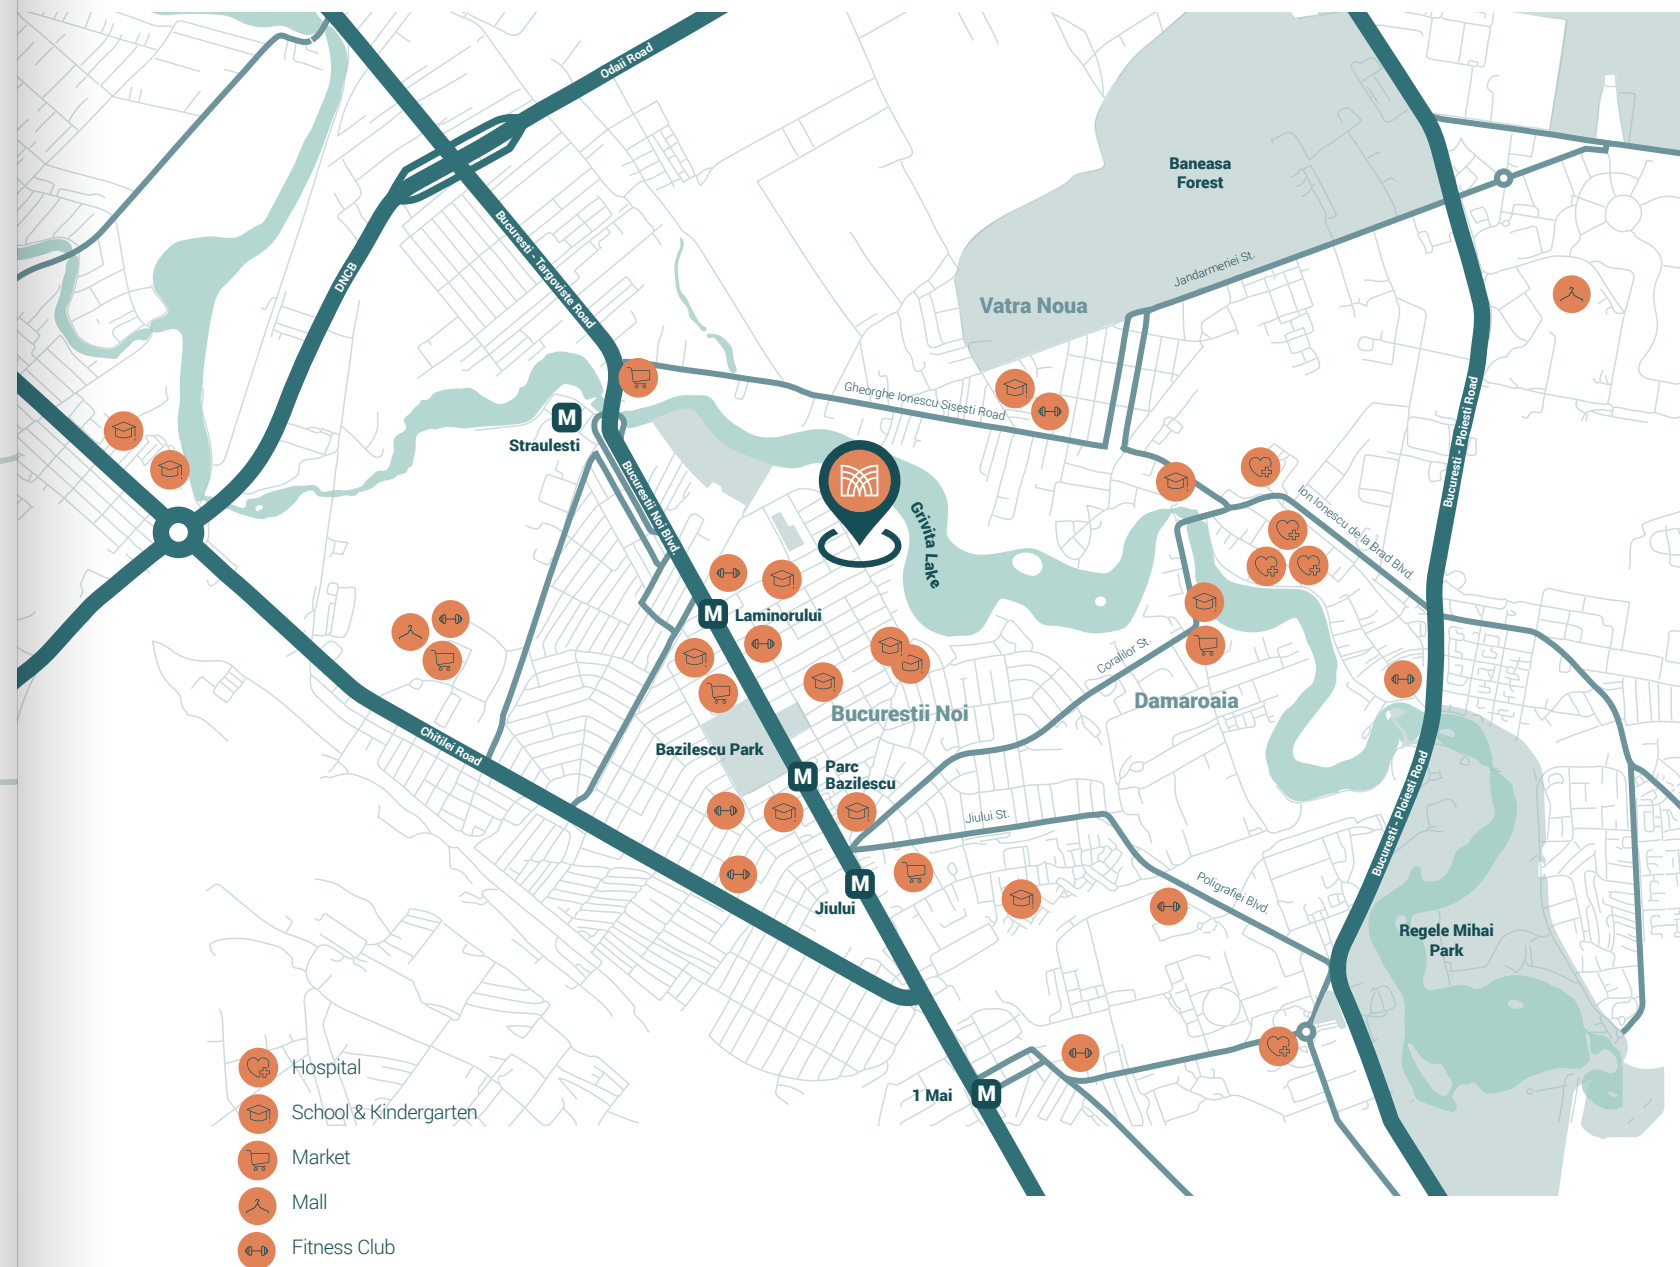 Odaii Road
Bucuresti - Targoviste Road
DNCB
Baneasa
Forest
Jandarmeriei St.
Vatra Noua
Gheorghe Ionescu Sisesti Road
Bucuresti - Ploiesti Road
M
Straulesti
Bucurestii Noi Blvd.
Grivita Lake
Ion Ionescu de la Brad Blvd.
M
Laminorului
Coralilor St.
Damaroaia
Bucurestii Noi
Bazilescu Park
M
Parc
Bazilescu
Chitilei Road
Jiului St.
Bucuresti - Ploiesti Road
M
Jiului
Poligrafiei Blvd.
Regele Mihai
Park
1 Mai
M
Hospital
School & Kindergarten
Market
Mall
Fitness Club